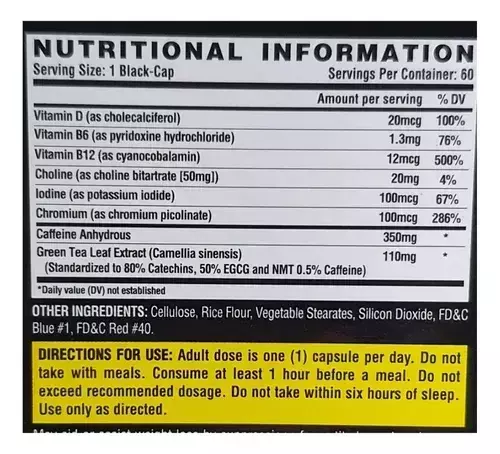 NUTRITIONAL INFORMATION
Serving Size: 1 Black-Cap Servings Per Container: 60
Amount per serving % DV
Vitamin D (as cholecalciferol) 20mcg 100%
Vitamin B6 (as pyridoxine hydrochloride) 1.3mg 76%
Vitamin B12 (as cyanocobalamin) 12mcg 500%
Choline (as choline bitartrate [50mg]) 20mg 4%
Iodine (as potassium iodide) 100mcg 67%
Chromium (as chromium picolinate) 100mcg 286%
Caffeine Anhydrous 350mg *
Green Tea Leaf Extract (Camellia sinensis) 110mg *
(Standardized to 80% Catechins, 50% EGCG and NMT 0.5% Caffeine)
*Daily value (DV) not established
OTHER INGREDIENTS: Cellulose, Rice Flour, Vegetable Stearates, Silicon Dioxide, FD&C
Blue #1, FD&C Red #40.
DIRECTIONS FOR USE: Adult dose is one (1) capsule per day. Do not
take with meals. Consume at least 1 hour before a meal. Do not
exceed recommended dosage. Do not take within six hours of sleep.
Use only as directed.